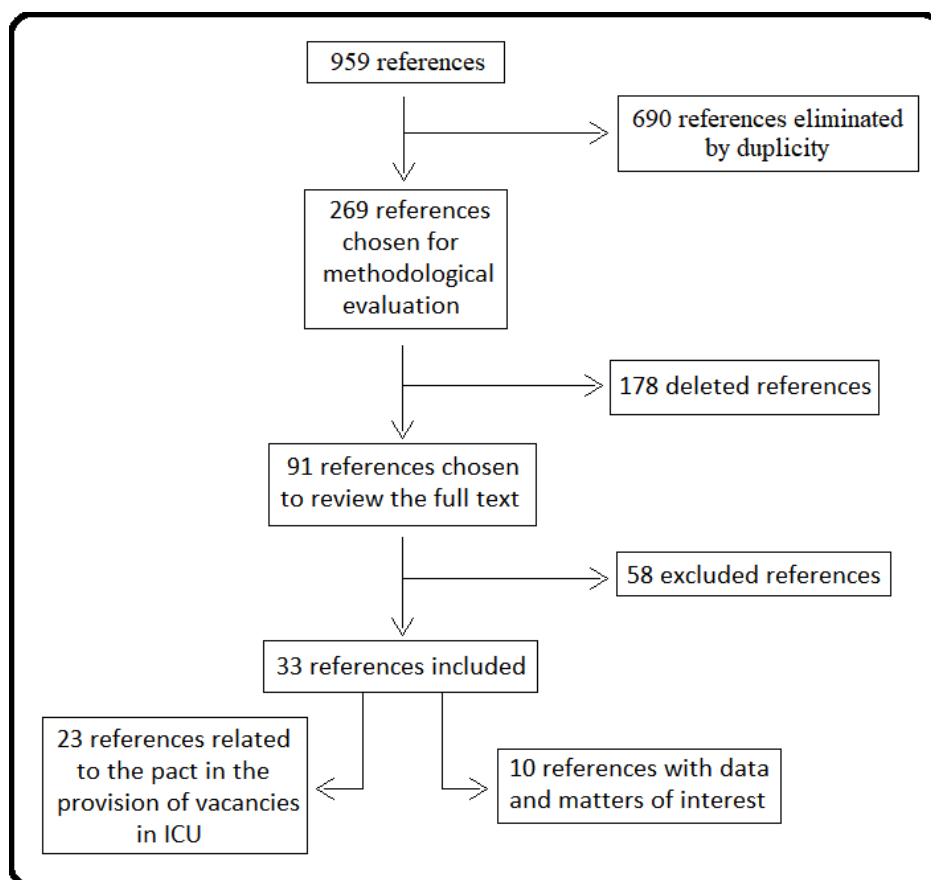 959 references
690 references eliminated
by duplicity
269 references
chosen for
methodological
evaluation
178 deleted references
91 references chosen
to review the full text
58 excluded references
33 references included
23 references related
to the pact in the
provision of vacancies
in ICU
10 references with data
and matters of interest